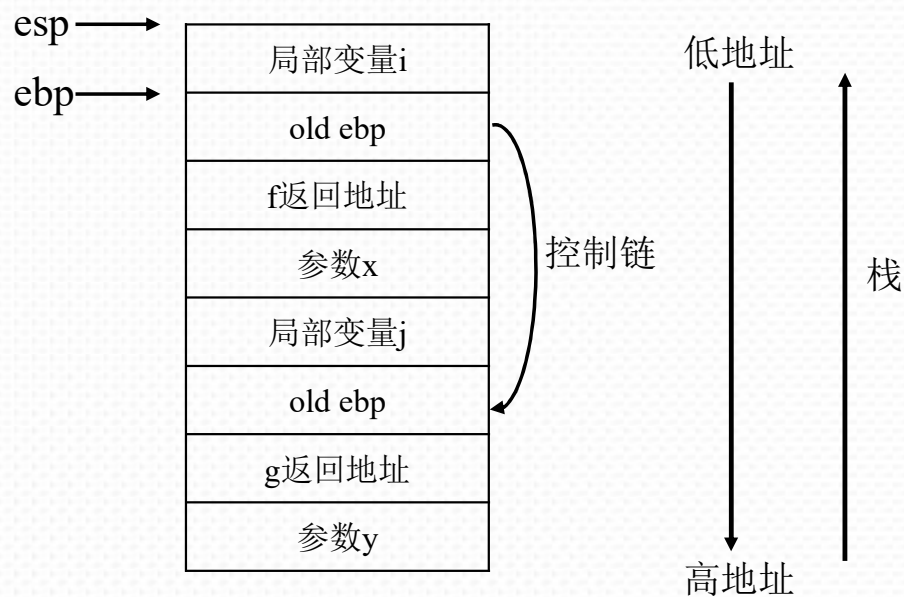 esp
局部变量i
低地址
ebp
old ebp
f返回地址
参数x
控制链
栈
局部变量j
old ebp
g返回地址
参数y
高地址